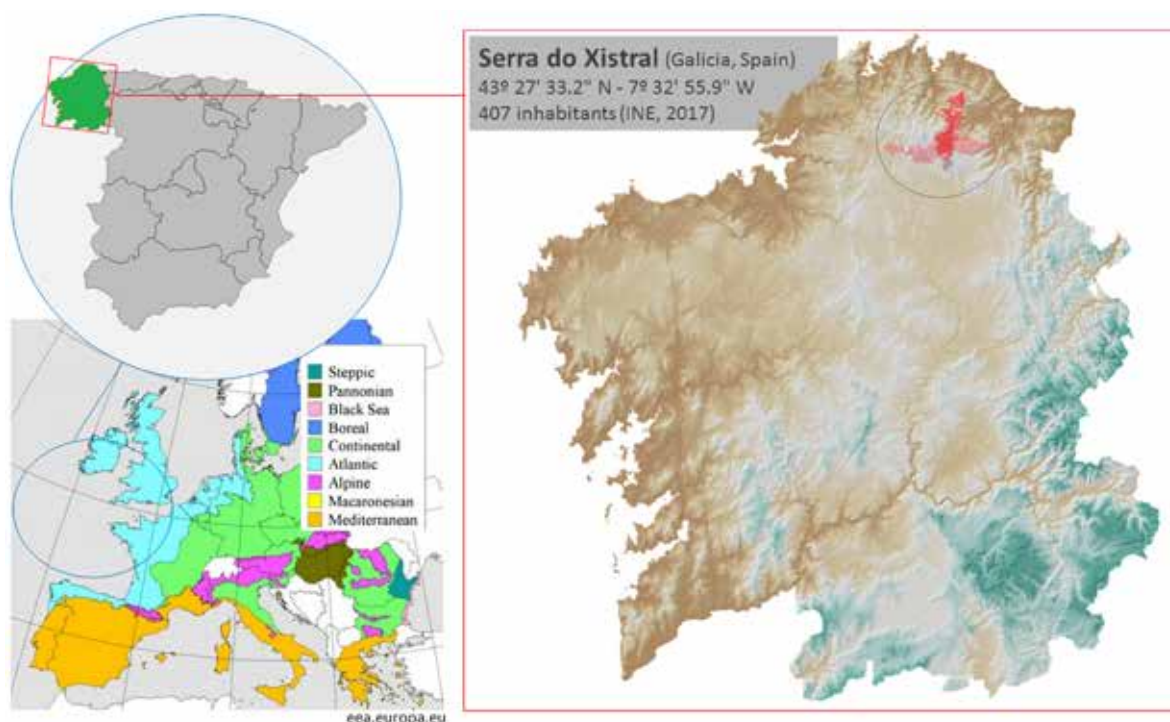 Serra do Xistral (Galicia, Spain)
43º 27' 33.2" N - 7º 32' 55.9" W
407 inhabitants (INE, 2017)
Steppic
Pannonian
Black Sea
Boreal
Continental
Atlantic
Alpine
Macaronesian
Mediterranean
eea.europa.eu